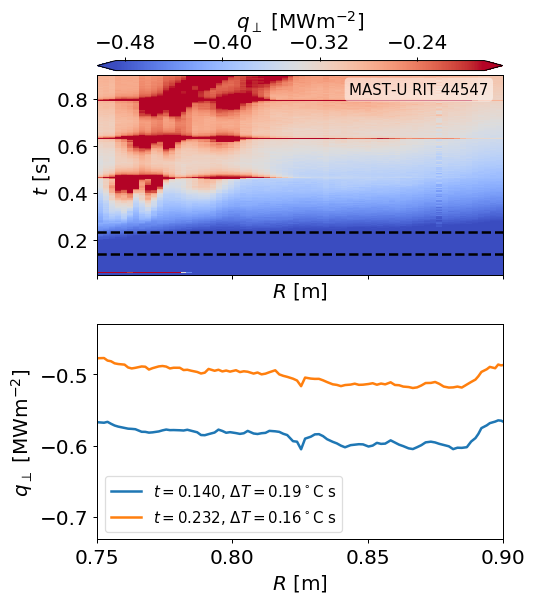 q⊥ [MWm⁻²]
−0.48 −0.40 −0.32 −0.24
MAST-U RIT 44547
0.8
0.6
0.4
0.2
t [s]
R [m]
−0.5
−0.6
−0.7
q⊥ [MWm⁻²]
t = 0.140, ΔT = 0.19°C s
t = 0.232, ΔT = 0.16°C s
0.75 0.80 0.85 0.90
R [m]